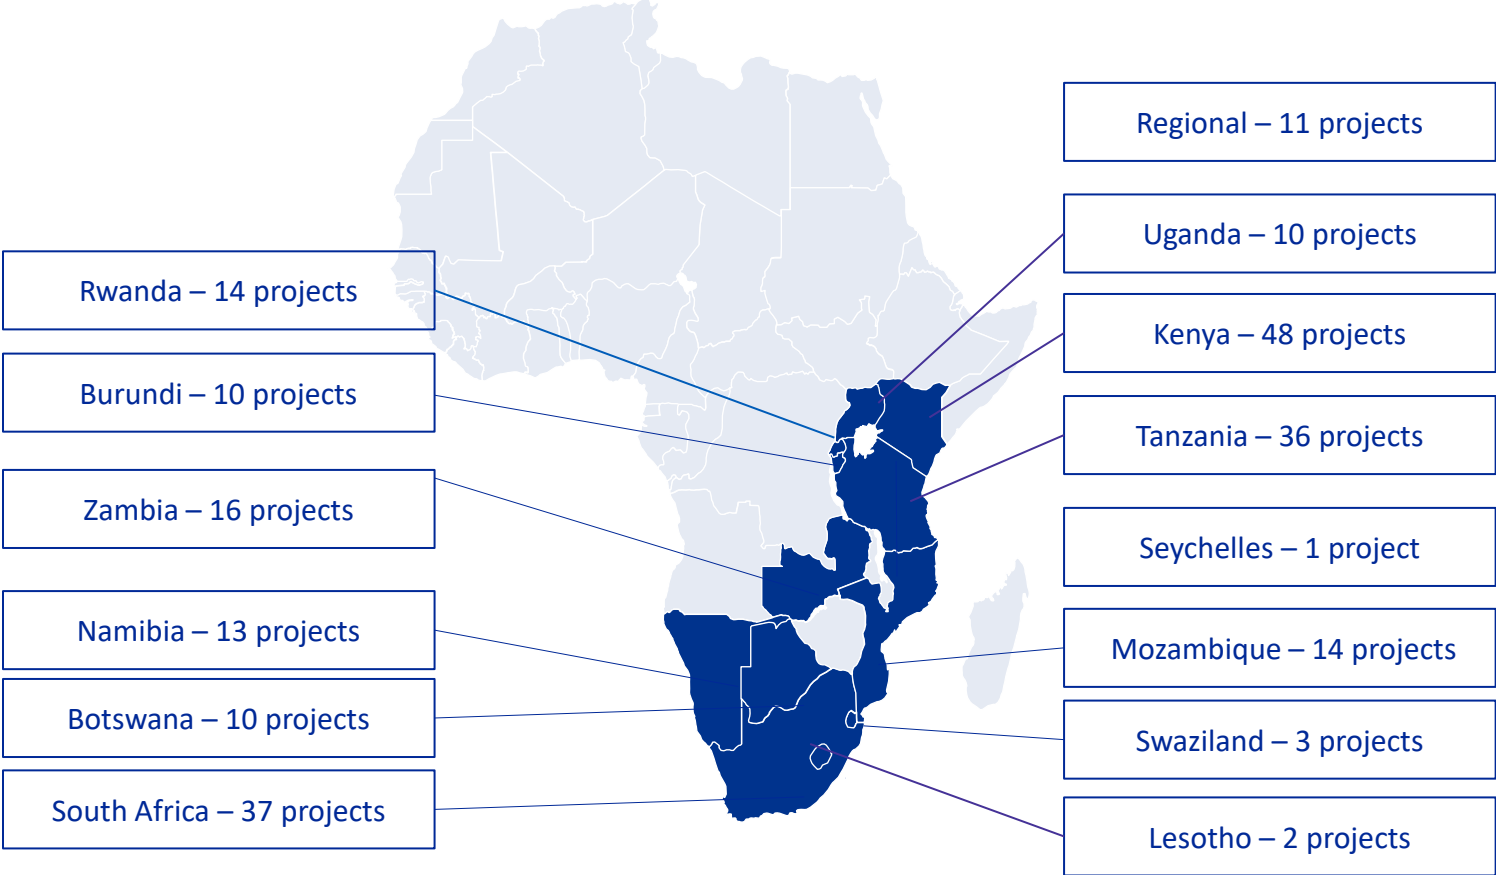 Regional – 11 projects
Uganda – 10 projects
Rwanda – 14 projects
Kenya – 48 projects
Burundi – 10 projects
Tanzania – 36 projects
Zambia – 16 projects
Seychelles – 1 project
Namibia – 13 projects
Mozambique – 14 projects
Botswana – 10 projects
Swaziland – 3 projects
South Africa – 37 projects
Lesotho – 2 projects